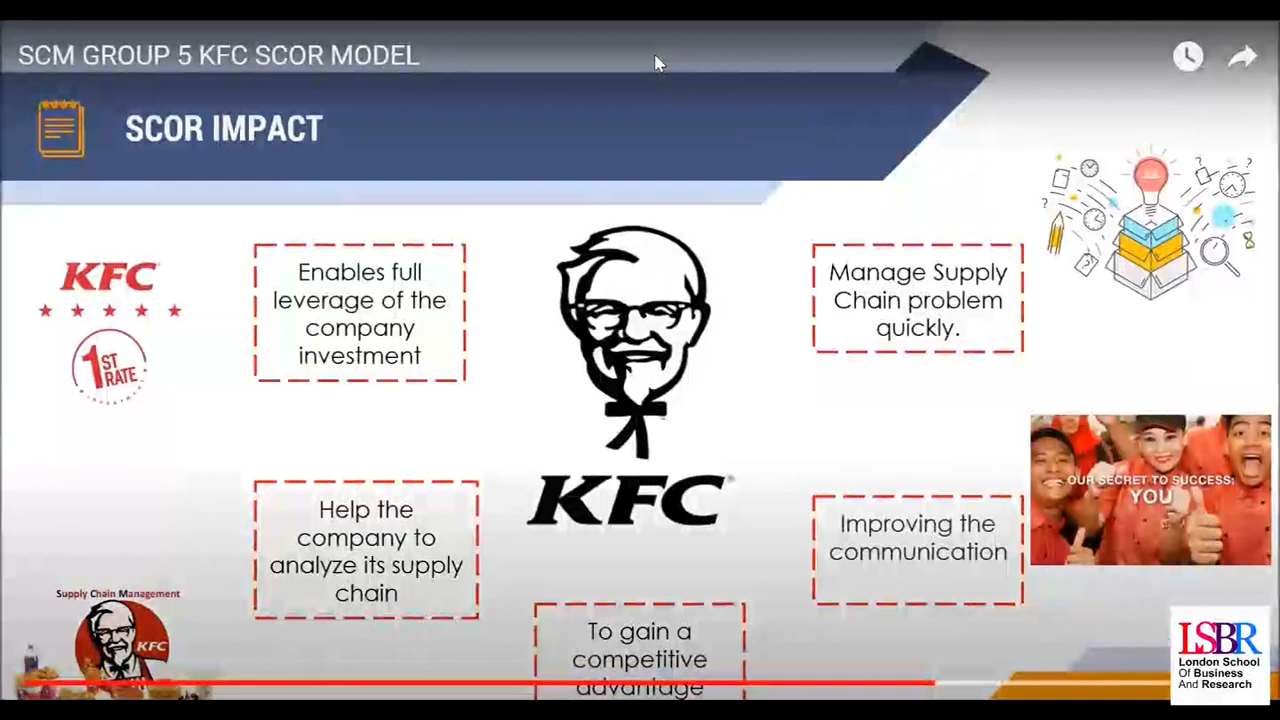 SCM GROUP 5 KFC SCOR MODEL
SCOR IMPACT
KFC
1ST
RATE
Enables full
leverage of the
company
investment
Manage Supply
Chain problem
quickly.
KFC
OUR SECRET TO SUCCESS:
YOU
Help the
company to
analyze its supply
chain
Improving the
communication
Supply Chain Management
KFC
To gain a
competitive
advantage
LSBR
London School
Of Business
And Research